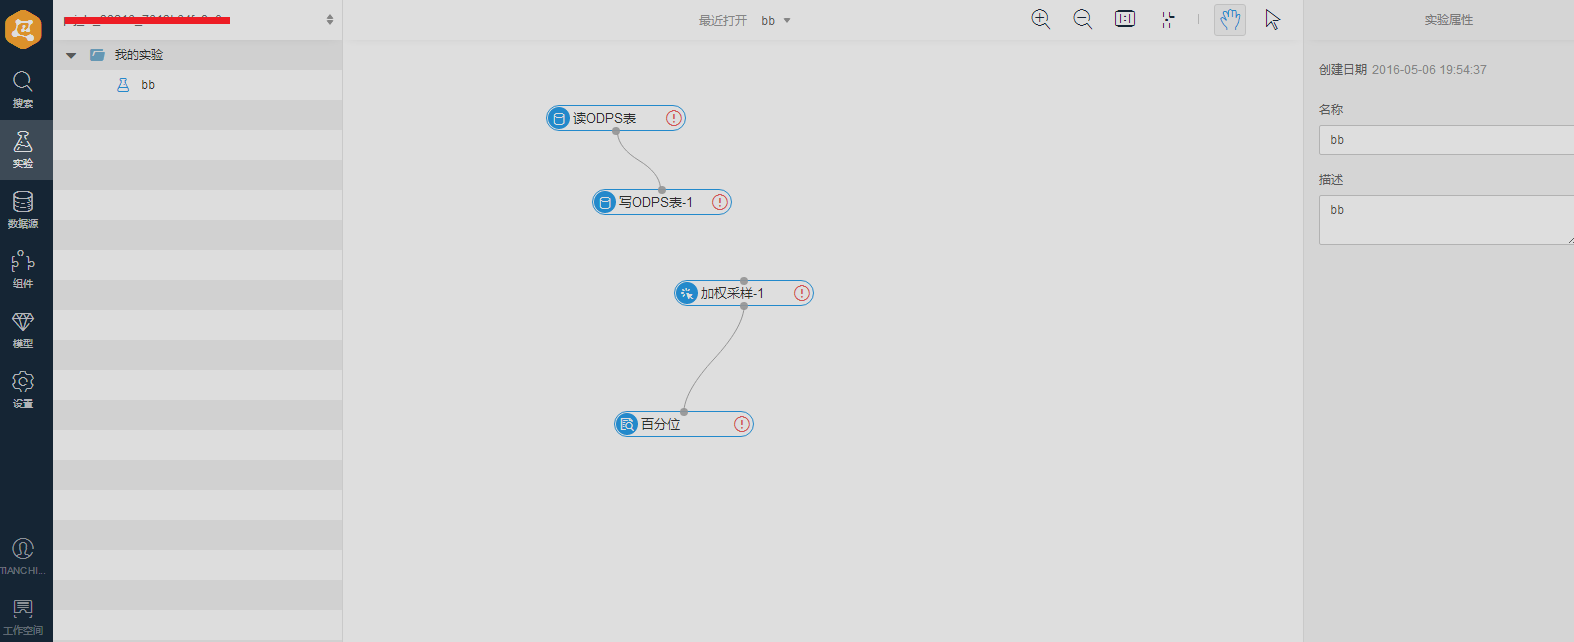 搜索
实验
数据源
组件
模型
设置
TIANCHI...
工作空间
我的实验
bb
最近打开 bb
读ODPS表
写ODPS表-1
加权采样-1
百分位
实验属性
创建日期 2016-05-06 19:54:37
名称
bb
描述
bb